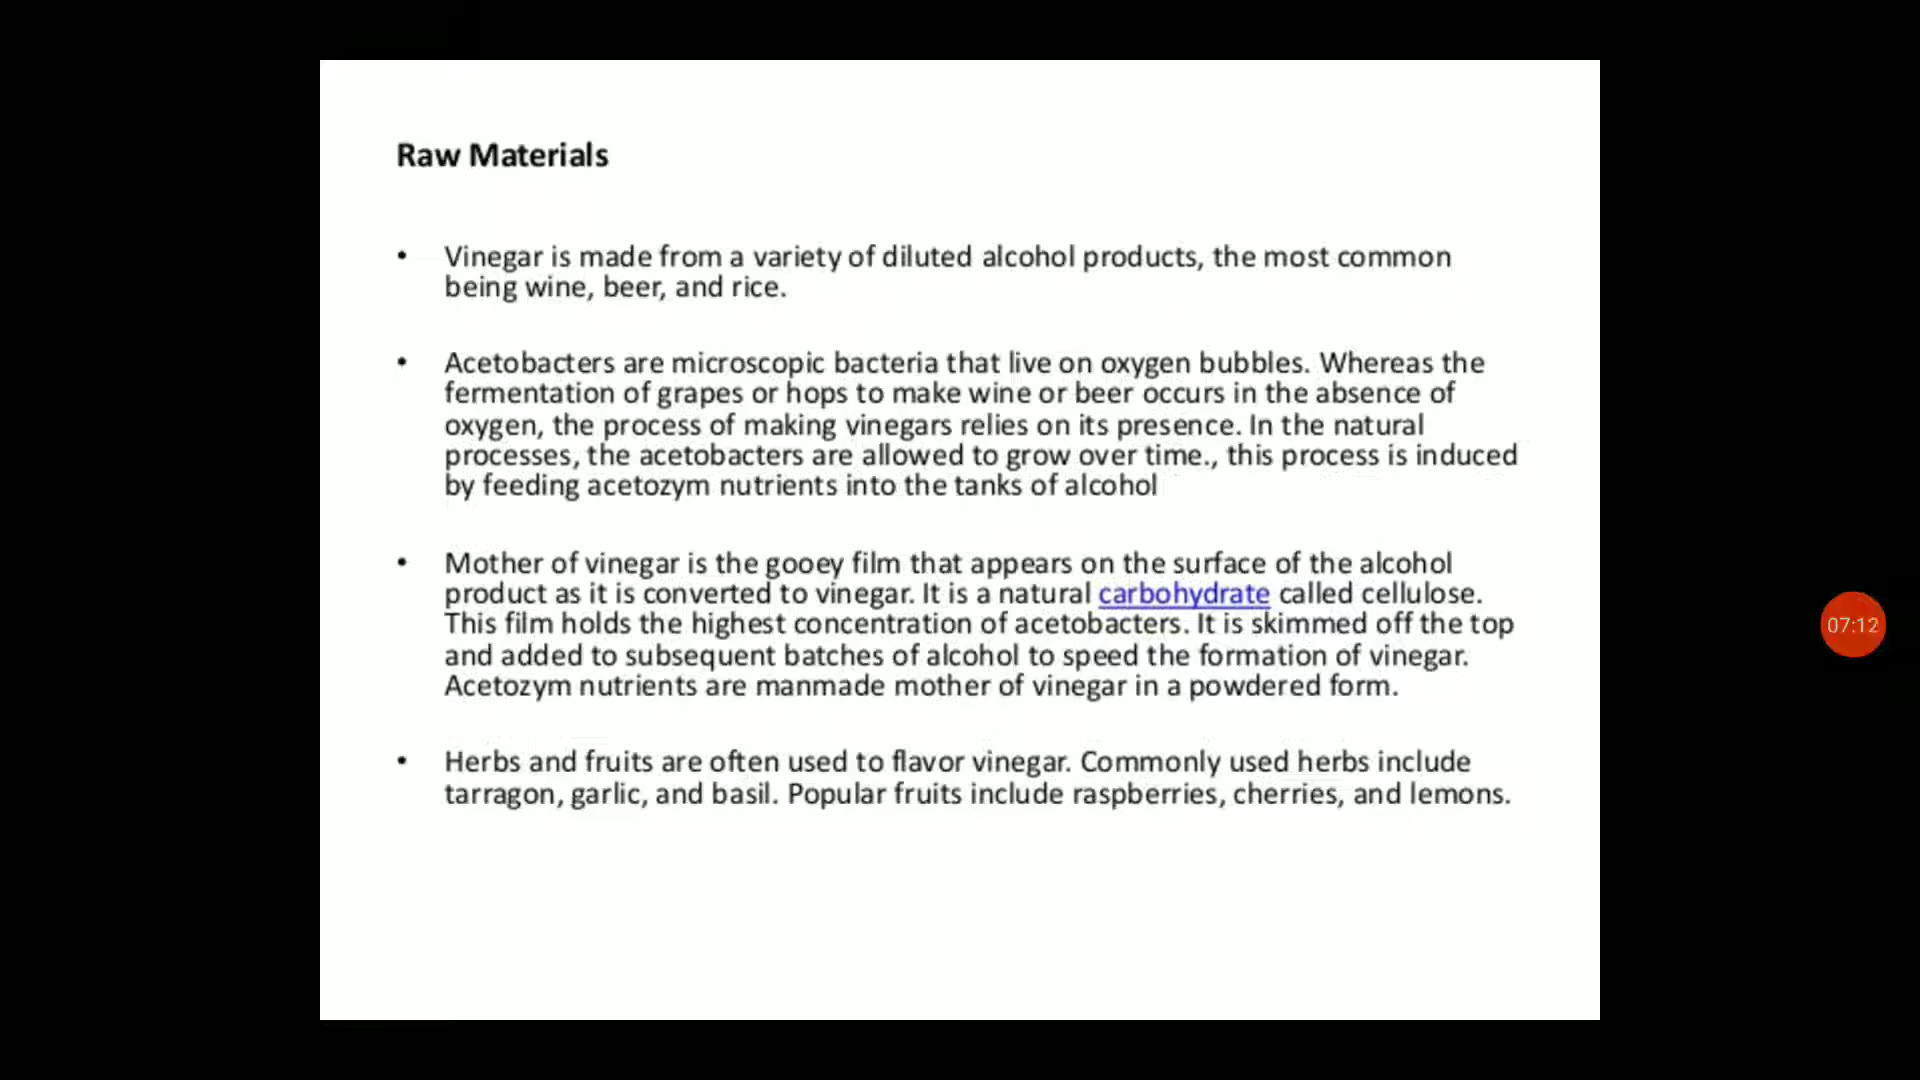 Raw Materials
• Vinegar is made from a variety of diluted alcohol products, the most common
being wine, beer, and rice.
• Acetobacters are microscopic bacteria that live on oxygen bubbles. Whereas the
fermentation of grapes or hops to make wine or beer occurs in the absence of
oxygen, the process of making vinegars relies on its presence. In the natural
processes, the acetobacters are allowed to grow over time., this process is induced
by feeding acetozym nutrients into the tanks of alcohol
• Mother of vinegar is the gooey film that appears on the surface of the alcohol
product as it is converted to vinegar. It is a natural carbohydrate called cellulose.
This film holds the highest concentration of acetobacters. It is skimmed off the top
and added to subsequent batches of alcohol to speed the formation of vinegar.
Acetozym nutrients are manmade mother of vinegar in a powdered form.
• Herbs and fruits are often used to flavor vinegar. Commonly used herbs include
tarragon, garlic, and basil. Popular fruits include raspberries, cherries, and lemons.
07:12